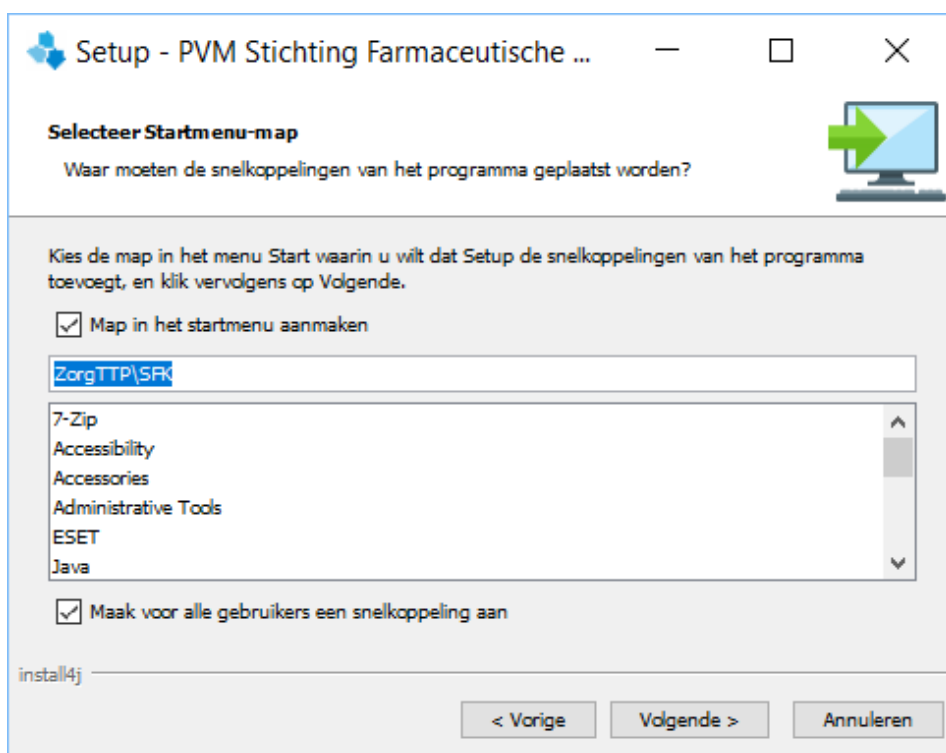 Setup - PVM Stichting Farmaceutische ...
Selecteer Startmenu-map
Waar moeten de snelkoppelingen van het programma geplaatst worden?
Kies de map in het menu Start waarin u wilt dat Setup de snelkoppelingen van het programma
toevoegt, en klik vervolgens op Volgende.
Map in het startmenu aanmaken
ZorgTTP\SFK
7-Zip
Accessibility
Accessories
Administrative Tools
ESET
Java
Maak voor alle gebruikers een snelkoppeling aan
install4j
< Vorige
Volgende >
Annuleren